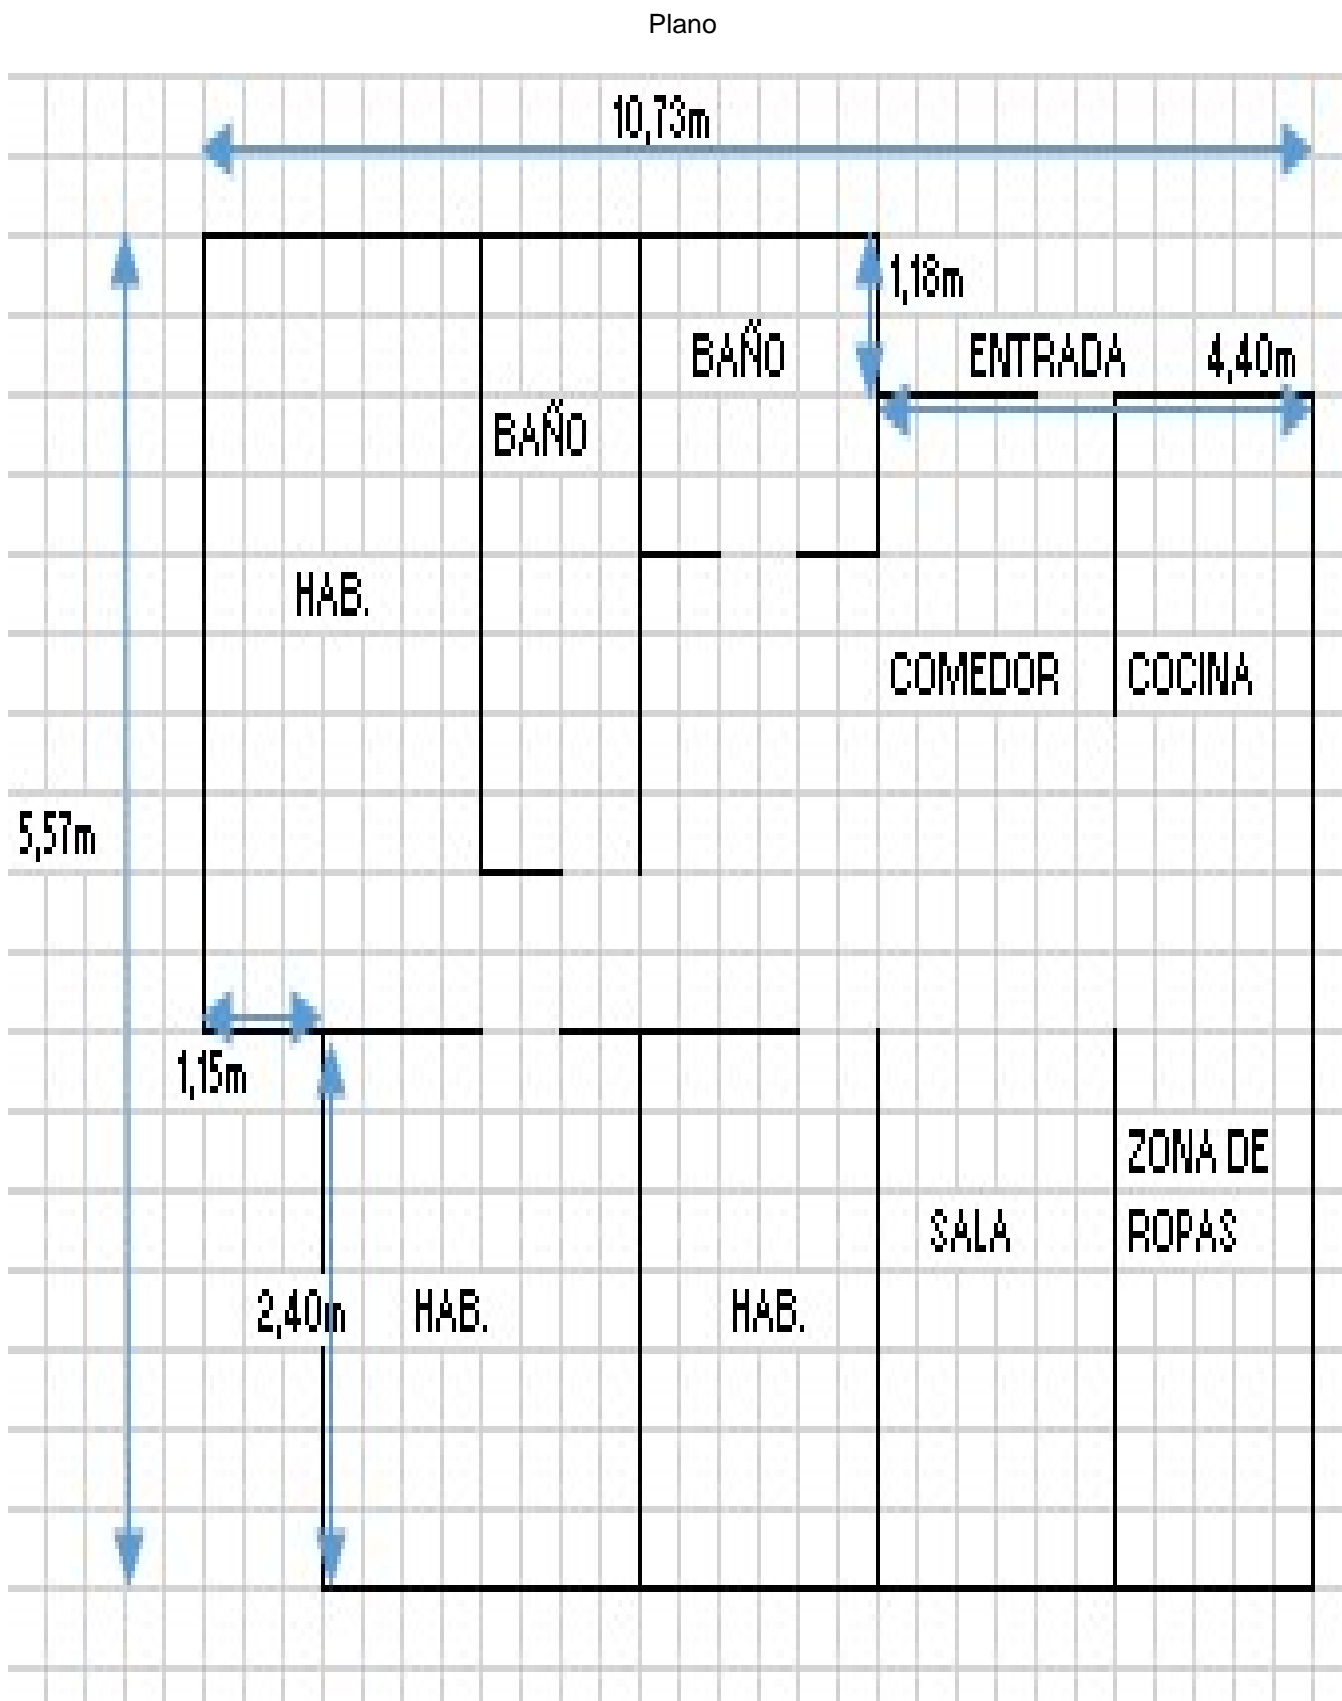 Plano
10,73m
1,18m
BAÑO
ENTRADA
4,40m
BAÑO
HAB.
COMEDOR
COCINA
5,57m
1,15m
ZONA DE
ROPAS
SALA
2,40m
HAB.
HAB.